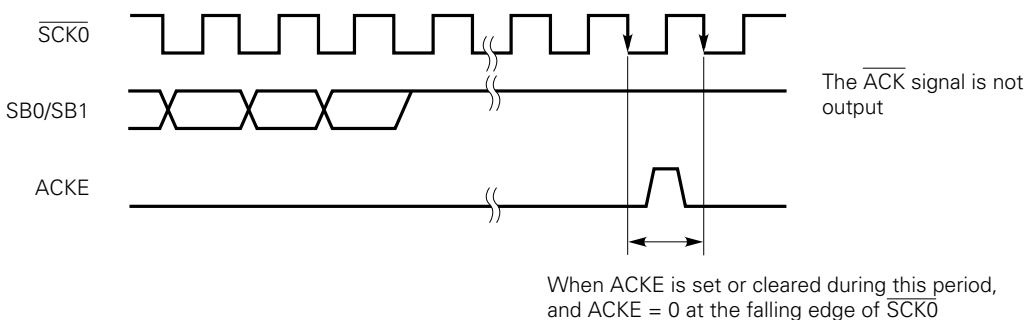 SCK0
SB0/SB1
ACKE
The ACK signal is not
output
When ACKE is set or cleared during this period,
and ACKE = 0 at the falling edge of SCK0